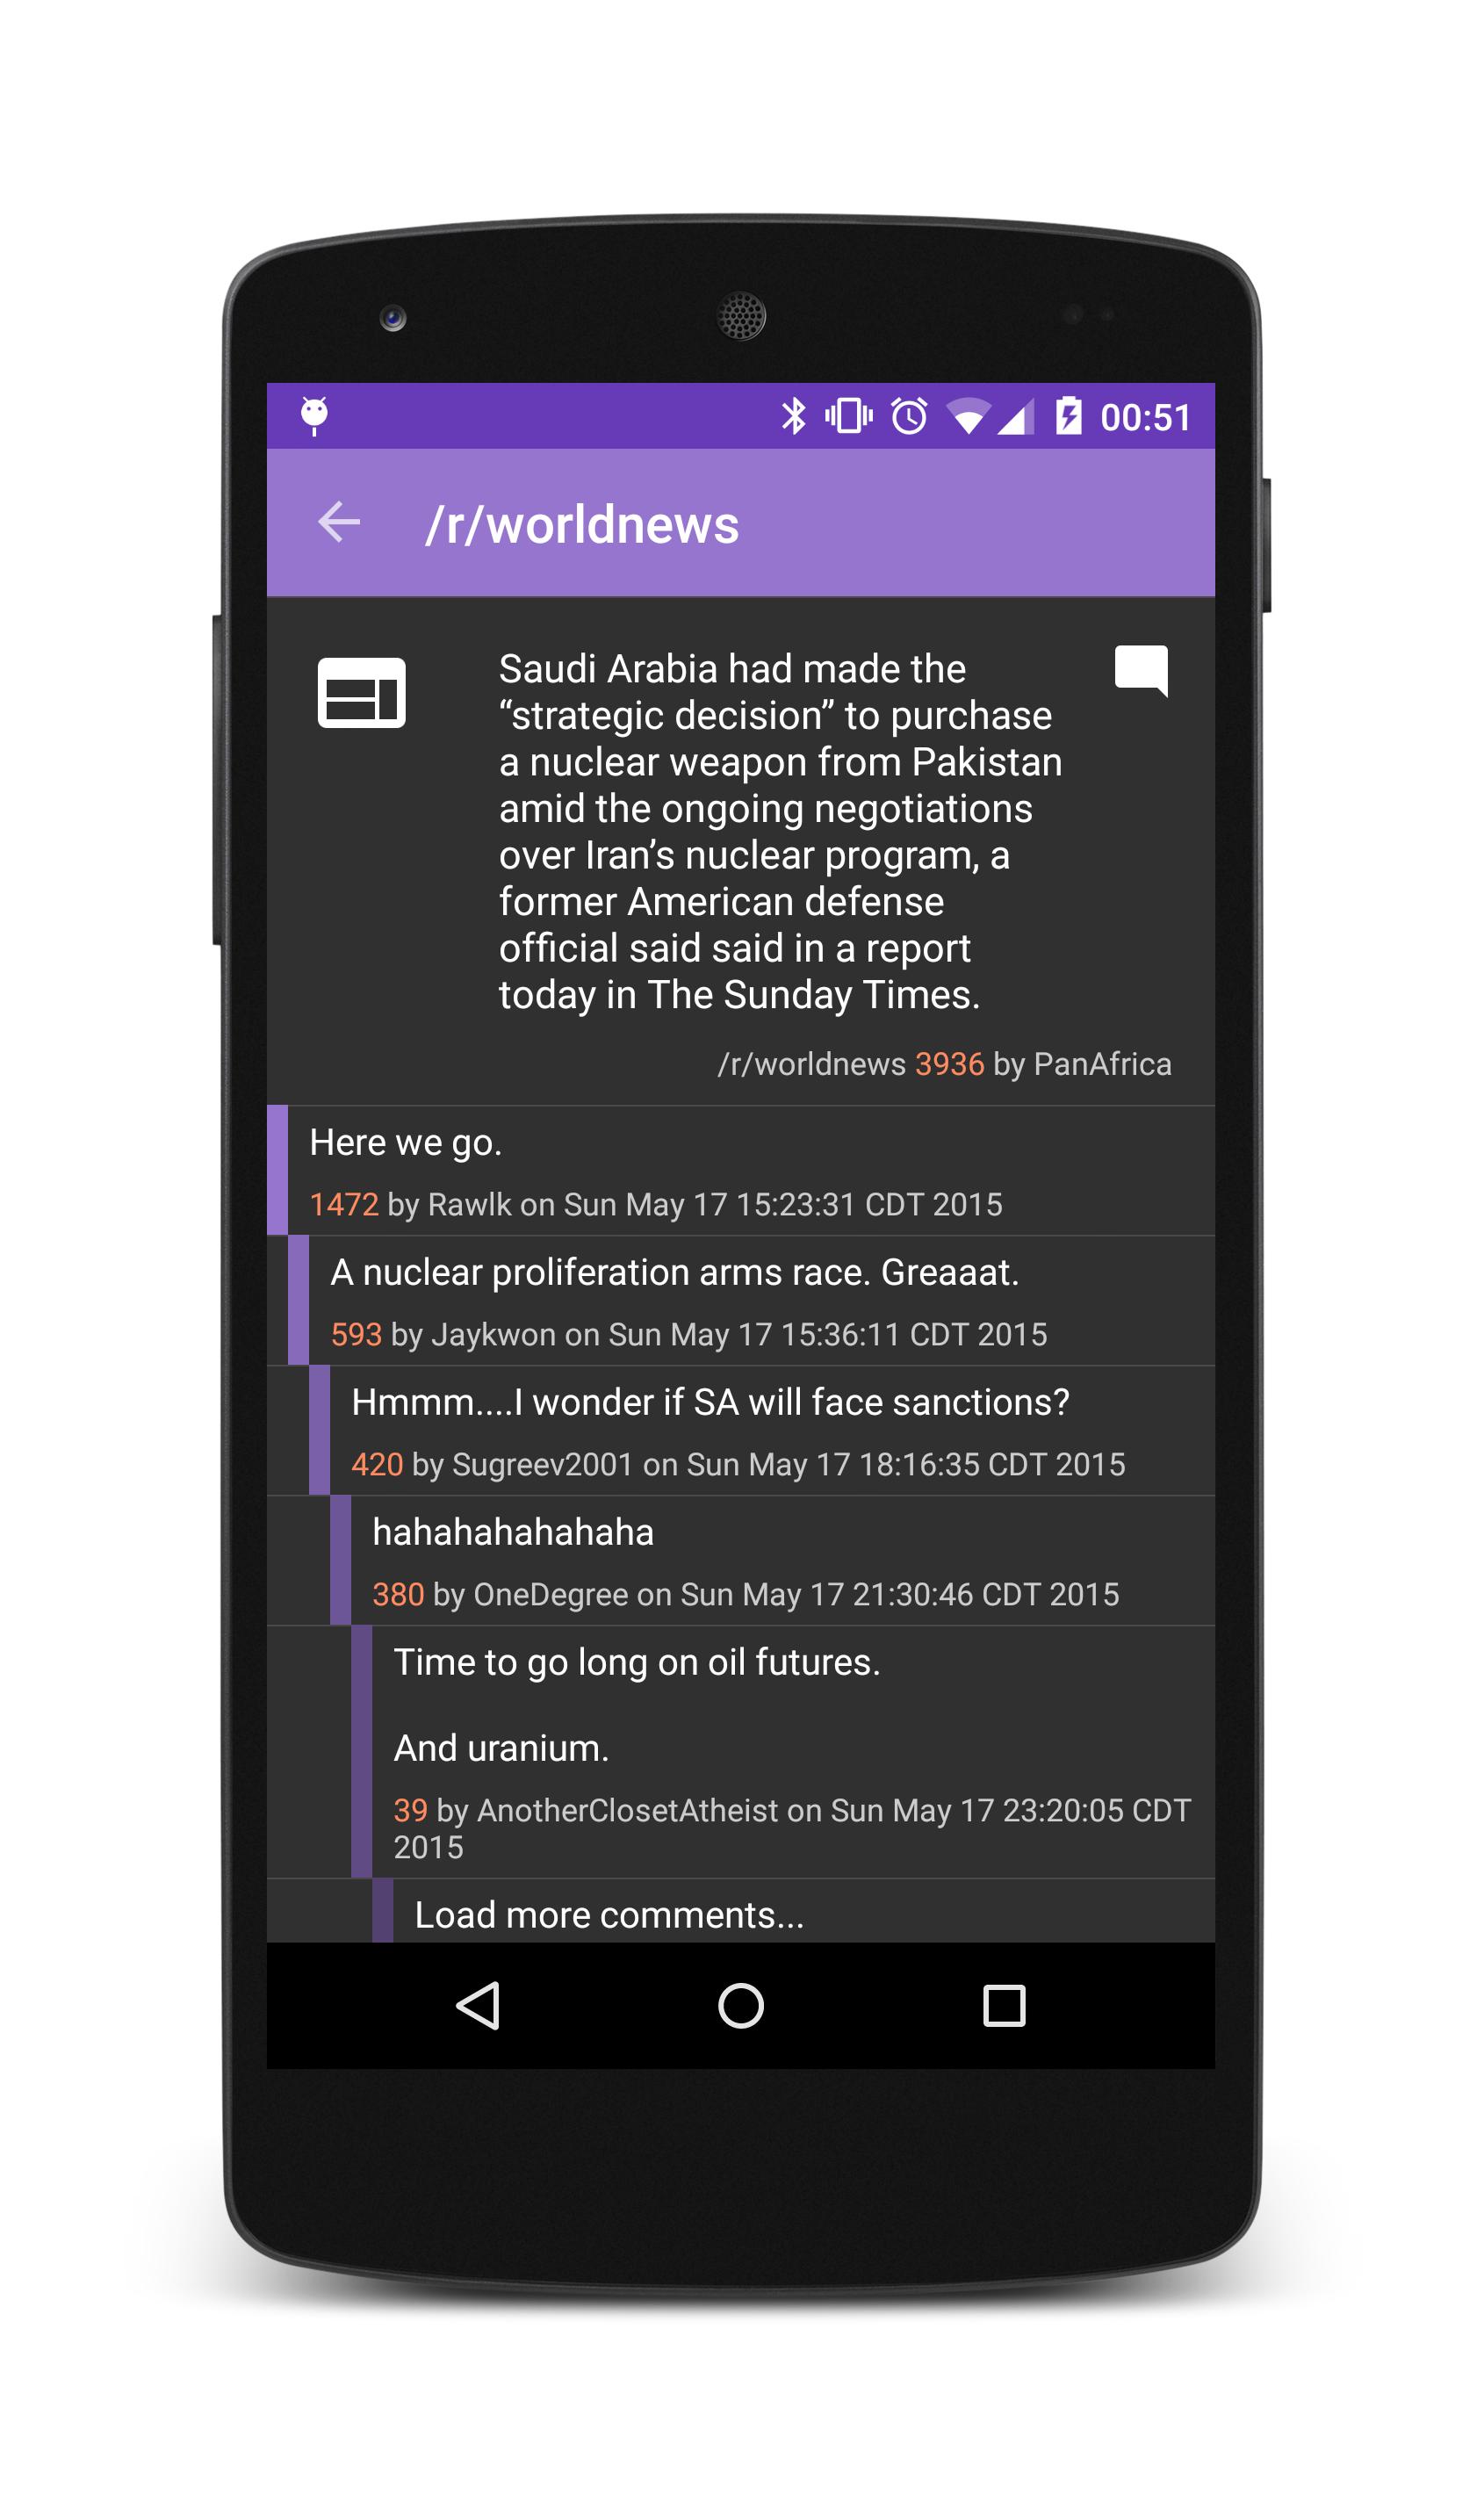 00:51
/r/worldnews
Saudi Arabia had made the
“strategic decision” to purchase
a nuclear weapon from Pakistan
amid the ongoing negotiations
over Iran’s nuclear program, a
former American defense
official said said in a report
today in The Sunday Times.
/r/worldnews 3936 by PanAfrica
Here we go.
1472 by Rawlk on Sun May 17 15:23:31 CDT 2015
A nuclear proliferation arms race. Greaaat.
593 by Jaykwon on Sun May 17 15:36:11 CDT 2015
Hmmm....I wonder if SA will face sanctions?
420 by Sugreev2001 on Sun May 17 18:16:35 CDT 2015
hahahahahahaha
380 by OneDegree on Sun May 17 21:30:46 CDT 2015
Time to go long on oil futures.
And uranium.
39 by AnotherClosetAtheist on Sun May 17 23:20:05 CDT
2015
Load more comments...